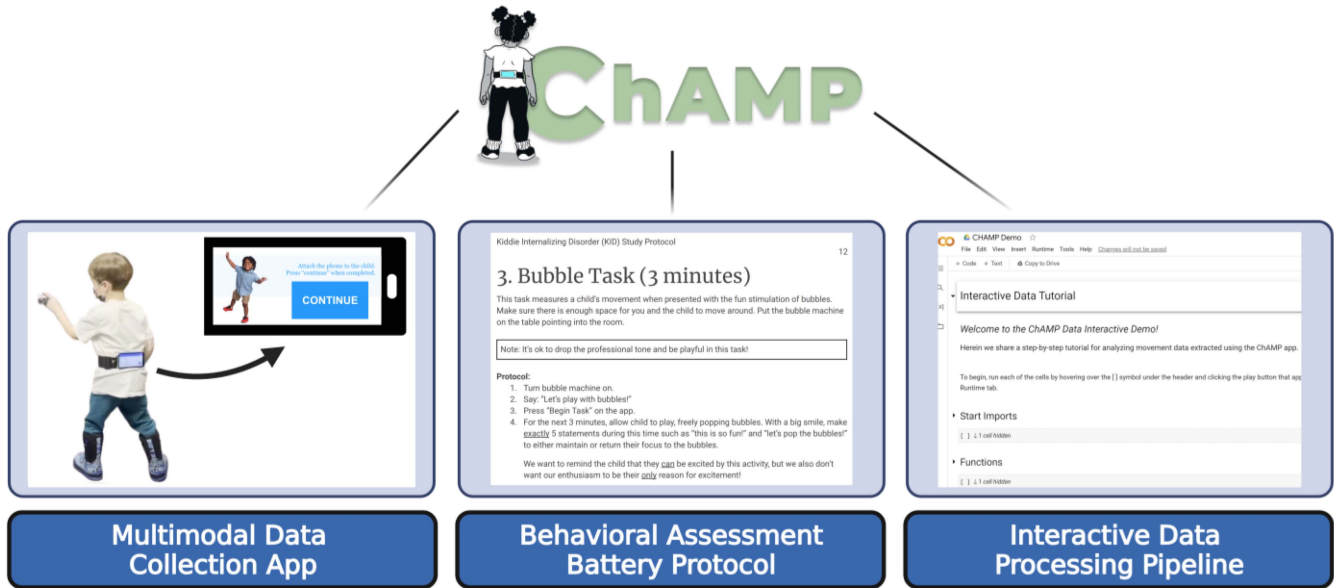 ChAMP
Attach the phone to the child.
Press "continue" when completed.
CONTINUE
Multimodal Data
Collection App
Kiddie Internalizing Disorder (KID) Study Protocol
12
3. Bubble Task (3 minutes)
This task measures a child's movement when presented with the fun stimulation of bubbles.
Make sure there is enough space for you and the child to move around. Put the bubble machine
on the table pointing into the room.
Note: It's ok to drop the professional tone and be playful in this task!
Protocol:
1. Turn bubble machine on.
2. Say: "Let's play with bubbles!"
3. Press "Begin Task" on the app.
4. For the next 3 minutes, allow child to play, freely popping bubbles. With a big smile, make
exactly 5 statements during this time such as "this is so fun!" and "let's pop the bubbles!"
to either maintain or return their focus to the bubbles.
We want to remind the child that they can be excited by this activity, but we also don't
want our enthusiasm to be their only reason for excitement!
Behavioral Assessment
Battery Protocol
CHAMP Demo
File Edit View Insert Runtime Tools Help Changes will not be saved
+ Code + Text Copy to Drive
Interactive Data Tutorial
Welcome to the ChAMP Data Interactive Demo!
Herein we share a step-by-step tutorial for analyzing movement data extracted using the ChAMP app.
To begin, run each of the cells by hovering over the [ ] symbol under the header and clicking the play button that
Runtime tab.
Start Imports
[ ] ↳ 1 cell hidden
Functions
[ ] ↳ 1 cell hidden
Interactive Data
Processing Pipeline